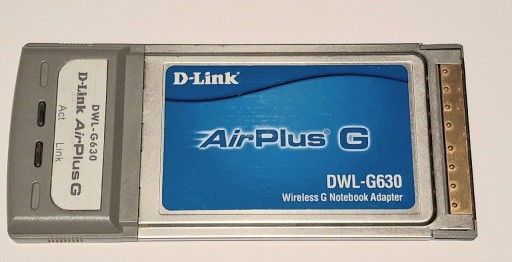 D-Link
AirPlus G
DWL-G630
Wireless G Notebook Adapter
DWL-G630
D-Link AirPlus G
Act Link